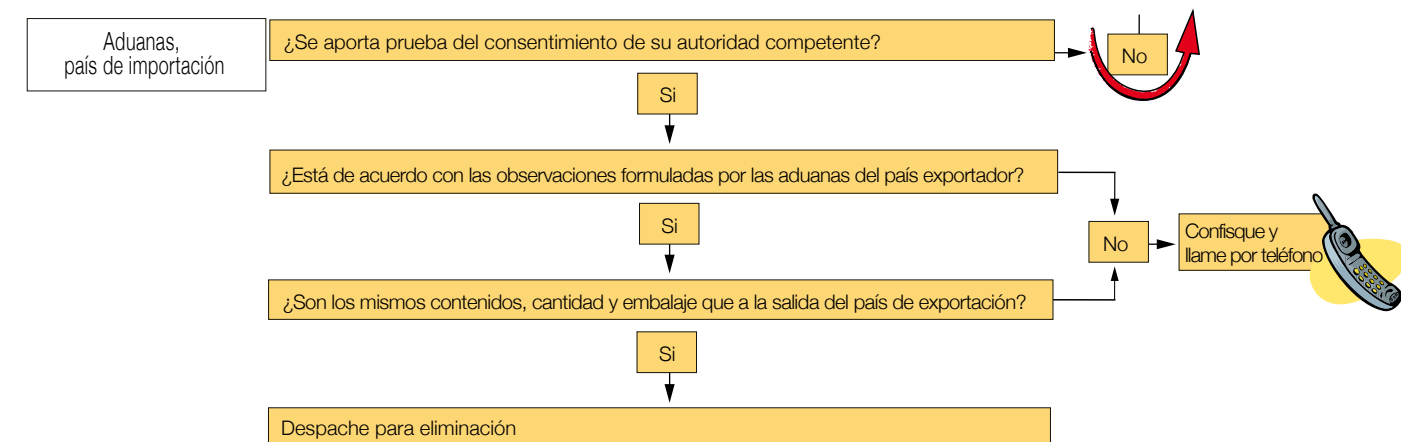 Aduanas,
país de importación
¿Se aporta prueba del consentimiento de su autoridad competente?
No
Si
¿Está de acuerdo con las observaciones formuladas por las aduanas del país exportador?
Si
No
Confisque y
llame por teléfono
¿Son los mismos contenidos, cantidad y embalaje que a la salida del país de exportación?
Si
Despache para eliminación